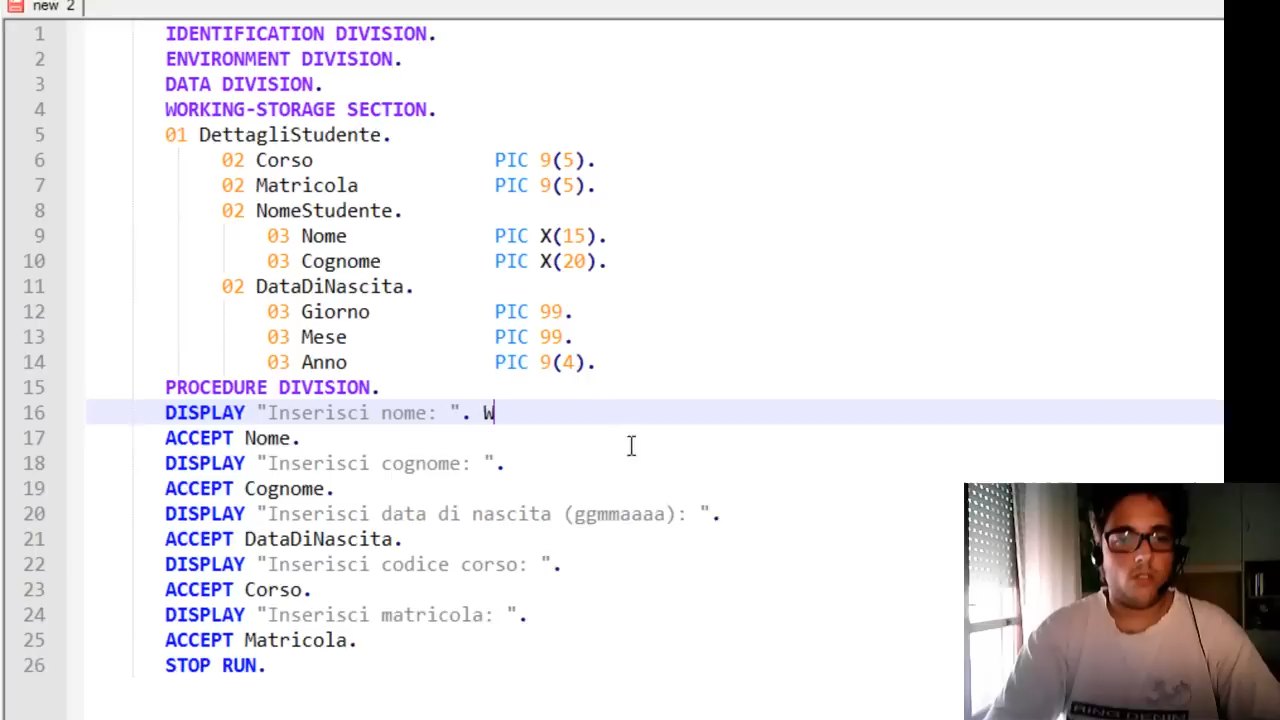 new 2
1 IDENTIFICATION DIVISION.
2 ENVIRONMENT DIVISION.
3 DATA DIVISION.
4 WORKING-STORAGE SECTION.
5 01 DettagliStudente.
6 02 Corso PIC 9(5).
7 02 Matricola PIC 9(5).
8 02 NomeStudente.
9 03 Nome PIC X(15).
10 03 Cognome PIC X(20).
11 02 DataDiNascita.
12 03 Giorno PIC 99.
13 03 Mese PIC 99.
14 03 Anno PIC 9(4).
15 PROCEDURE DIVISION.
16 DISPLAY "Inserisci nome: ". W
17 ACCEPT Nome.
18 DISPLAY "Inserisci cognome: ".
19 ACCEPT Cognome.
20 DISPLAY "Inserisci data di nascita (ggmmaaaa): ".
21 ACCEPT DataDiNascita.
22 DISPLAY "Inserisci codice corso: ".
23 ACCEPT Corso.
24 DISPLAY "Inserisci matricola: ".
25 ACCEPT Matricola.
26 STOP RUN.